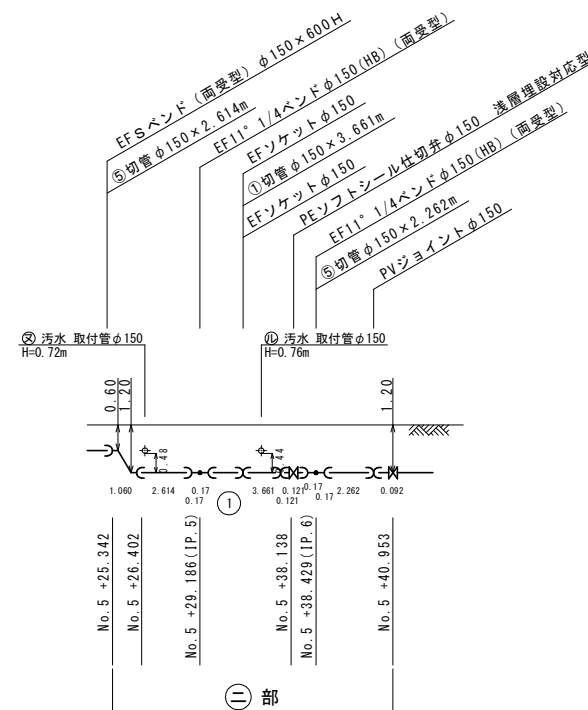 EFSベンド(両受型)φ150×600H
⑤切管φ150×2.614m
EF11° 1/4ベンドφ150(HB)(両受型)
EFソケットφ150
①切管φ150×3.661m
EFソケットφ150
PEソフトシール仕切弁φ150 浅層埋設対応型
EF11° 1/4ベンドφ150(HB)(両受型)
⑤切管φ150×2.262m
PVジョイントφ150
㋦ 汚水 取付管φ150
H=0.72m
㋸ 汚水 取付管φ150
H=0.76m
0.60
1.20
1.20
0.48
0.44
1.060
2.614
0.17
0.17
①
3.661
0.121
0.121
0.17
0.17
2.262
0.092
No.5 +25.342
No.5 +26.402
No.5 +29.186(IP.5)
No.5 +38.138
No.5 +38.429(IP.6)
No.5 +40.953
㊁ 部